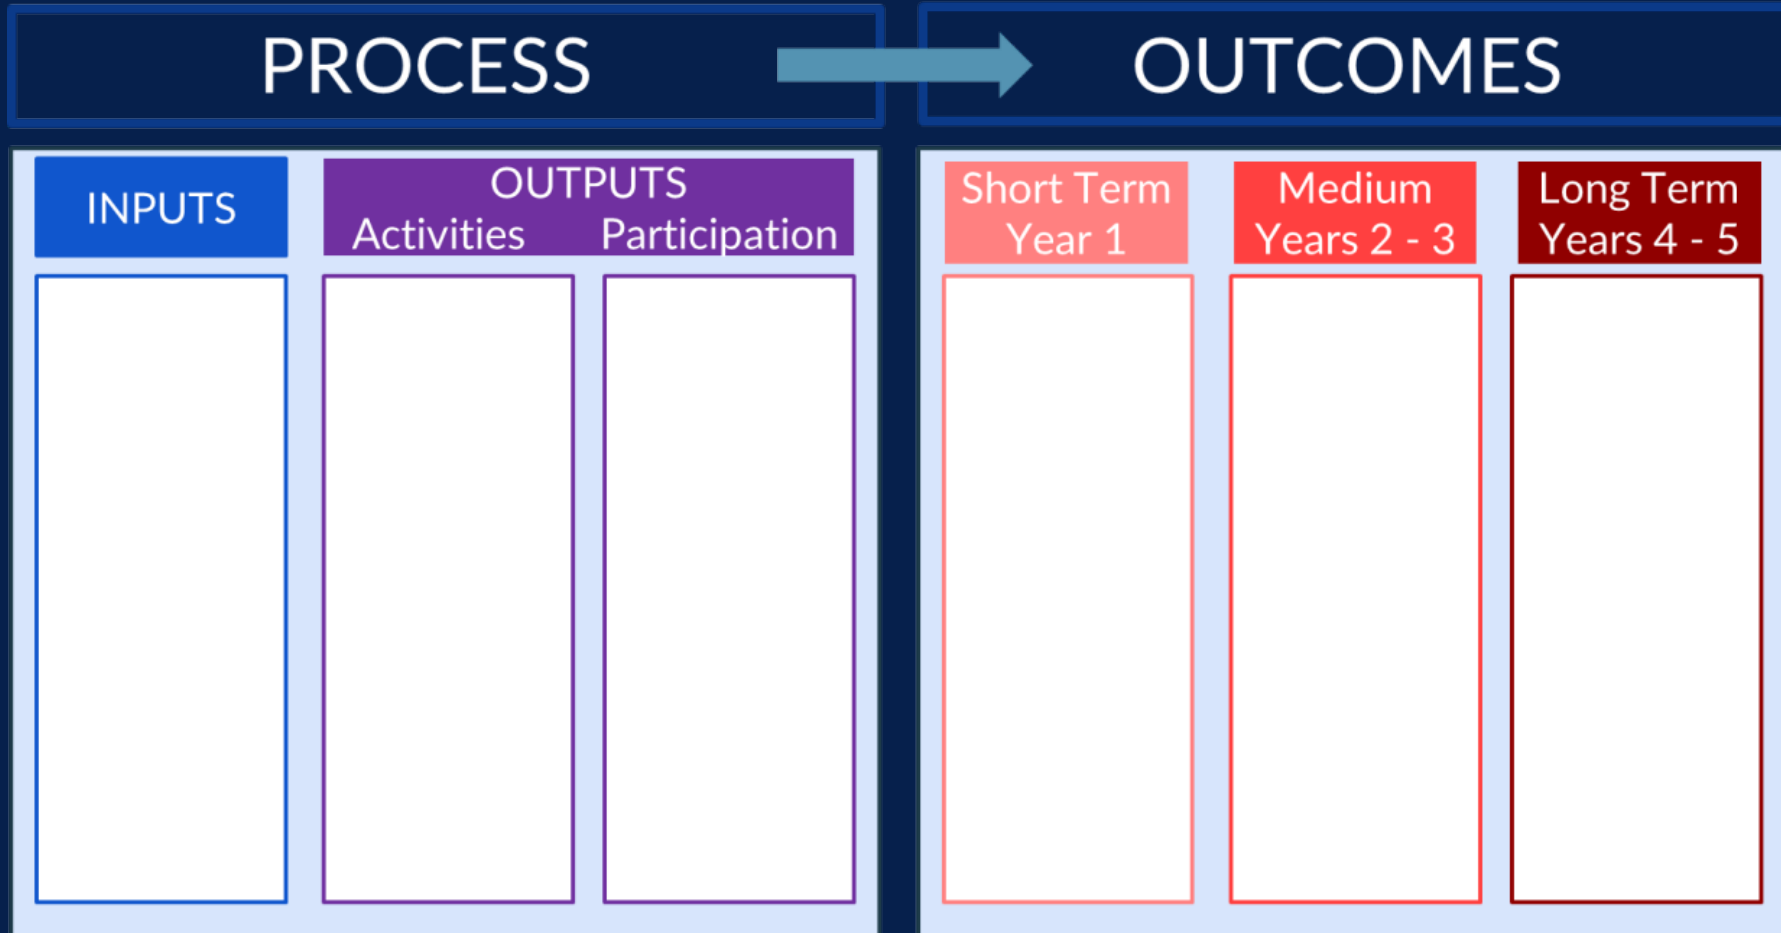 PROCESS
OUTCOMES
INPUTS
OUTPUTS
Activities Participation
Short Term
Year 1
Medium
Years 2 - 3
Long Term
Years 4 - 5